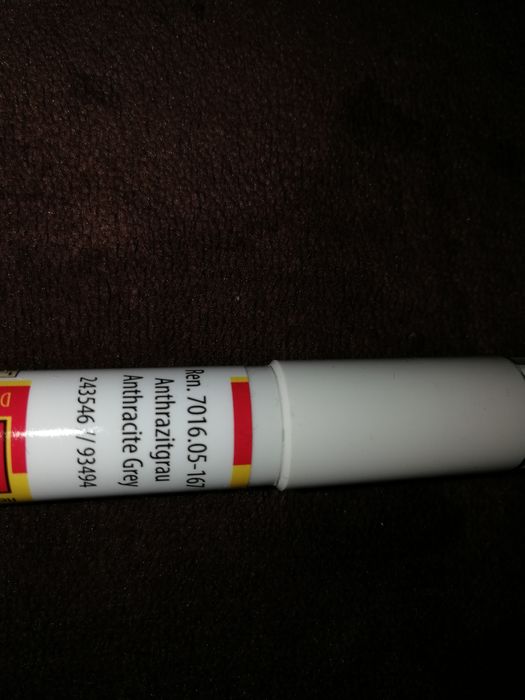 Ren. 7016.05-167
Anthrazitgrau
Anthracite Grey
243546 / 93494